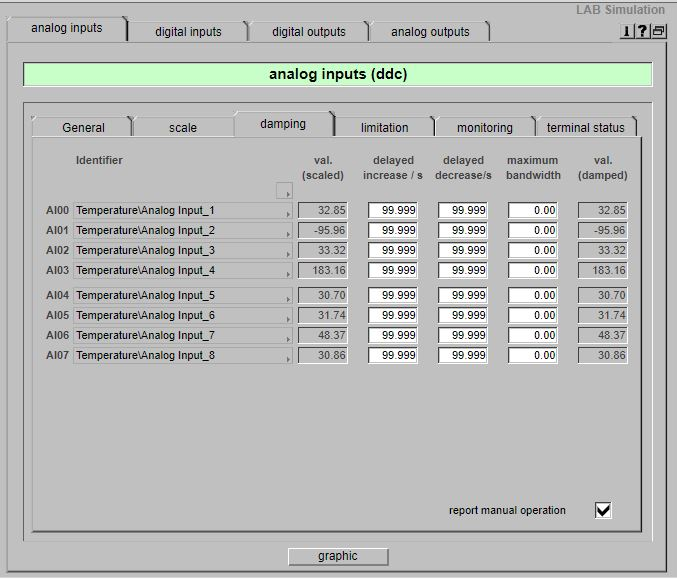 LAB Simulation
analog inputs digital inputs digital outputs analog outputs i ?
analog inputs (ddc)
General scale damping limitation monitoring terminal status
Identifier val. delayed delayed maximum val.
(scaled) increase / s decrease/s bandwidth (damped)
AI00 Temperature\Analog Input_1 32.85 99.999 99.999 0.00 32.85
AI01 Temperature\Analog Input_2 -95.96 99.999 99.999 0.00 -95.96
AI02 Temperature\Analog Input_3 33.32 99.999 99.999 0.00 33.32
AI03 Temperature\Analog Input_4 183.16 99.999 99.999 0.00 183.16
AI04 Temperature\Analog Input_5 30.70 99.999 99.999 0.00 30.70
AI05 Temperature\Analog Input_6 31.74 99.999 99.999 0.00 31.74
AI06 Temperature\Analog Input_7 48.37 99.999 99.999 0.00 48.37
AI07 Temperature\Analog Input_8 30.86 99.999 99.999 0.00 30.86
report manual operation
graphic